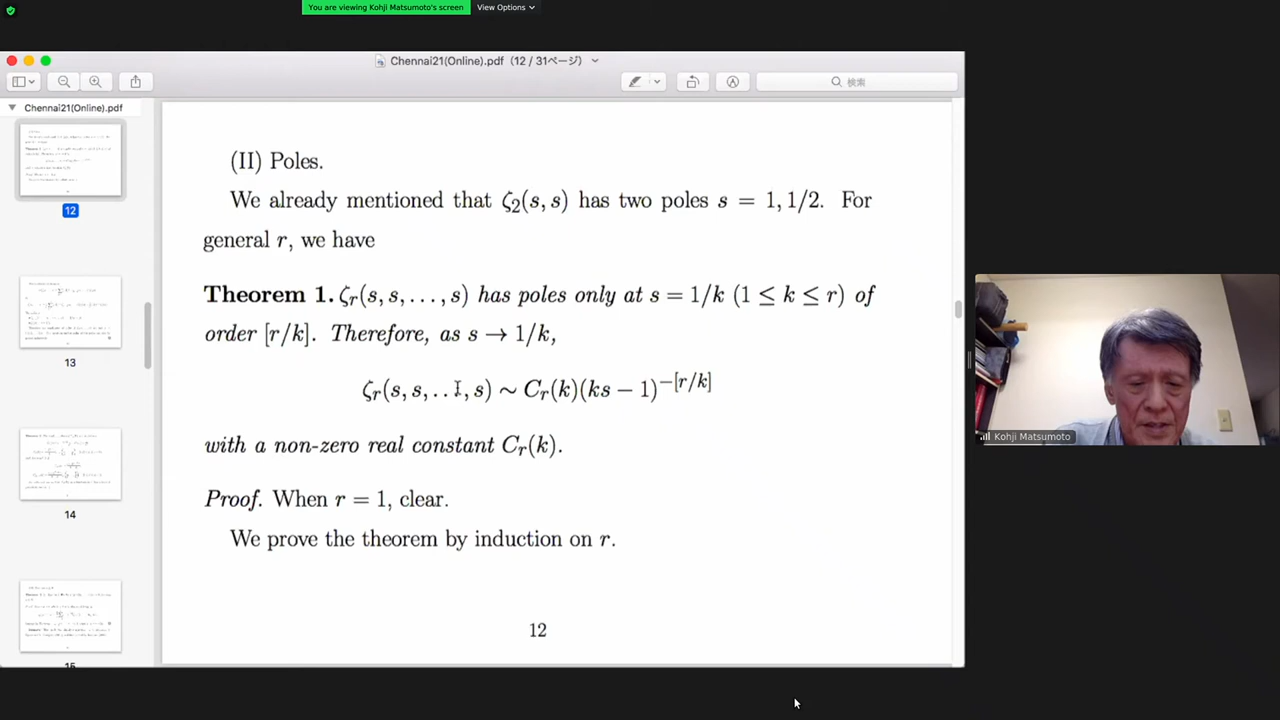 You are viewing Kohji Matsumoto's screen
View Options
Chennai21(Online).pdf (12 / 31ページ)
検索
Chennai21(Online).pdf
12
13
14
15
(II) Poles.
We already mentioned that ζ₂(s, s) has two poles s = 1, 1/2. For
general r, we have
Theorem 1. ζᵣ(s, s, . . . , s) has poles only at s = 1/k (1 ≤ k ≤ r) of
order [r/k]. Therefore, as s → 1/k,
ζᵣ(s, s, . . . , s) ∼ Cᵣ(k)(ks − 1)^{−[r/k]}
with a non-zero real constant Cᵣ(k).
Proof. When r = 1, clear.
We prove the theorem by induction on r.
12
Kohji Matsumoto